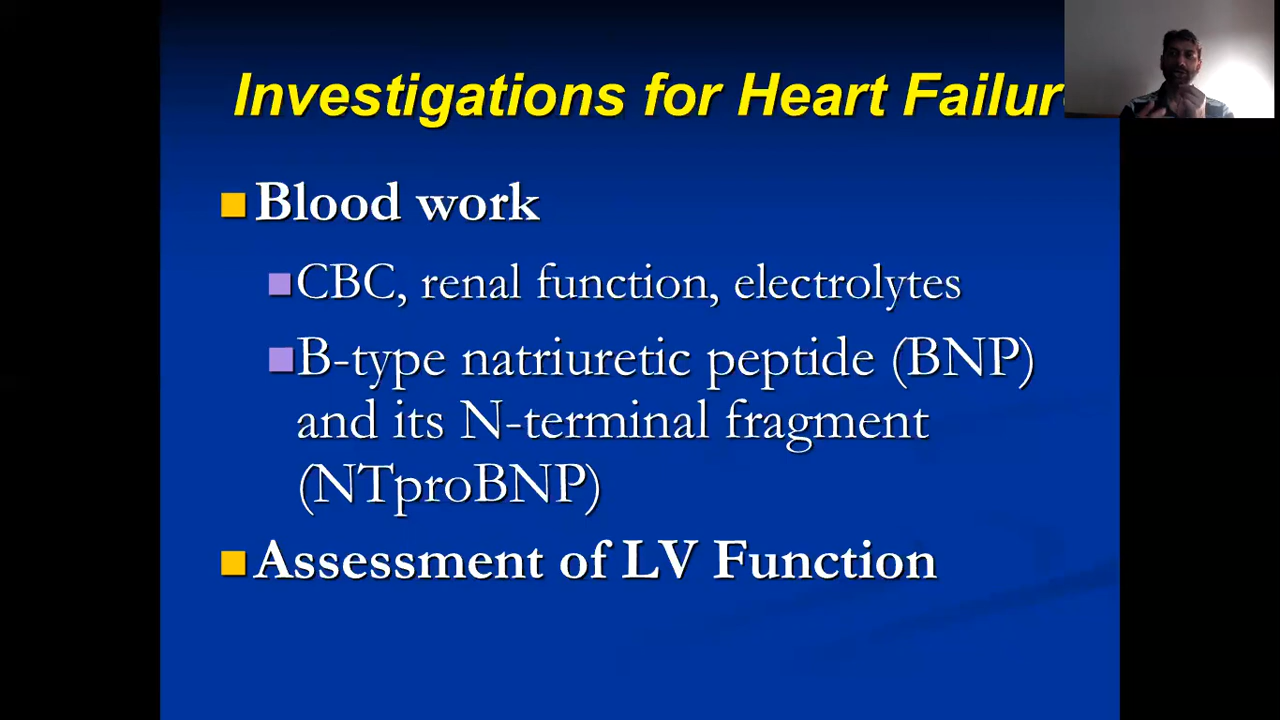 Investigations for Heart Failur
Blood work
CBC, renal function, electrolytes
B-type natriuretic peptide (BNP)
and its N-terminal fragment
(NTproBNP)
Assessment of LV Function